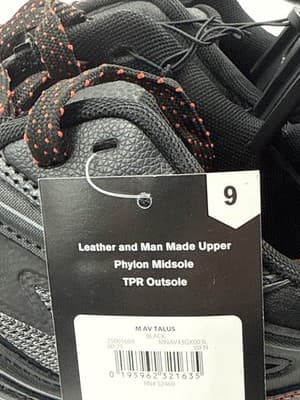 9
Leather and Man Made Upper
Phylon Midsole
TPR Outsole
M AV TALUS
BLACK
0 195962 321635